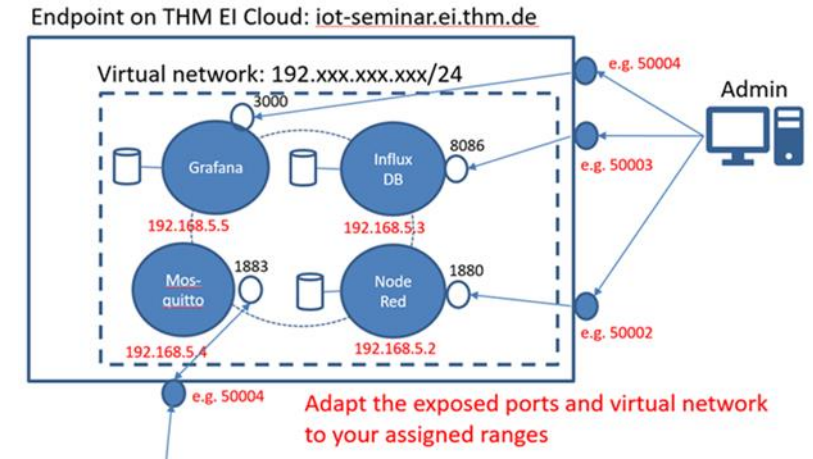 Endpoint on THM EI Cloud: iot-seminar.ei.thm.de
Virtual network: 192.xxx.xxx.xxx/24
e.g. 50004
Admin
3000
Grafana
8086
Influx
DB
e.g. 50003
192.168.5.5
192.168.5.3
Mos-
quitto
1883
Node
Red
1880
192.168.5.4
192.168.5.2
e.g. 50002
e.g. 50004
Adapt the exposed ports and virtual network
to your assigned ranges